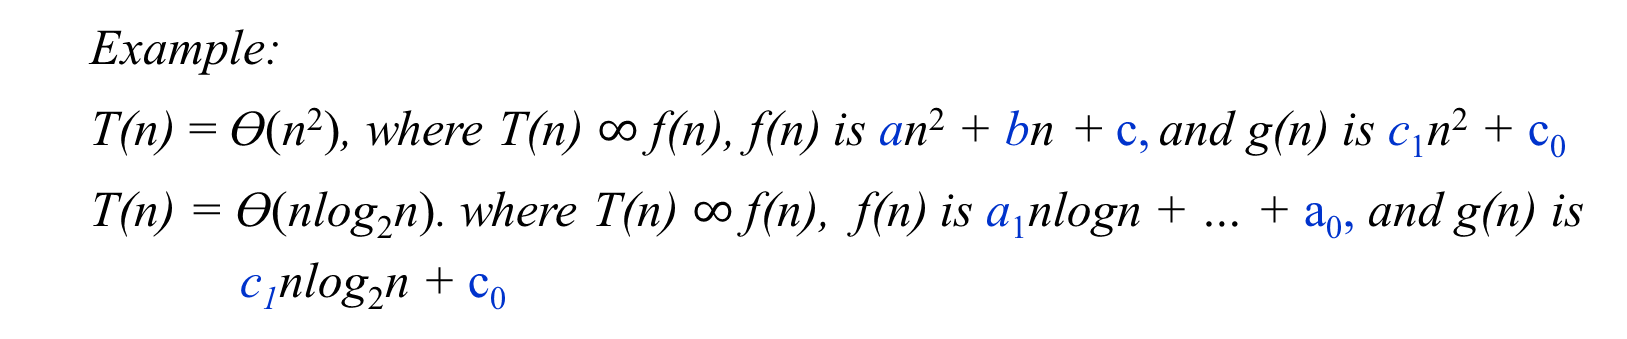 Example:
T(n) = Ɵ(n²), where T(n) ∞ f(n), f(n) is an² + bn + c, and g(n) is c₁n² + c₀
T(n) = Ɵ(nlog₂n). where T(n) ∞ f(n), f(n) is a₁nlogn + ... + a₀, and g(n) is
c₁nlog₂n + c₀